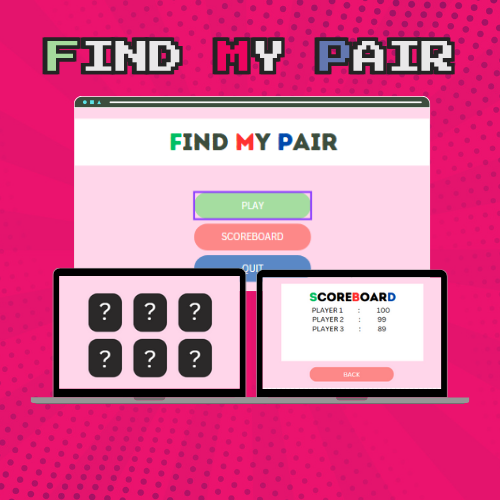 FIND MY PAIR
FIND MY PAIR
PLAY
SCOREBOARD
QUIT
? ? ?
? ? ?
SCOREBOARD
PLAYER 1 : 100
PLAYER 2 : 99
PLAYER 3 : 89
BACK